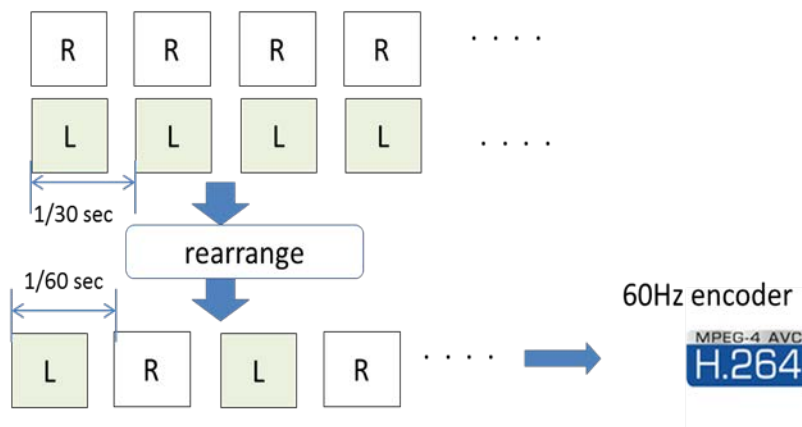 R R R R . . . .
L L L L . . . .
1/30 sec
rearrange
1/60 sec
60Hz encoder
L R L R . . . .
MPEG-4 AVC
H.264